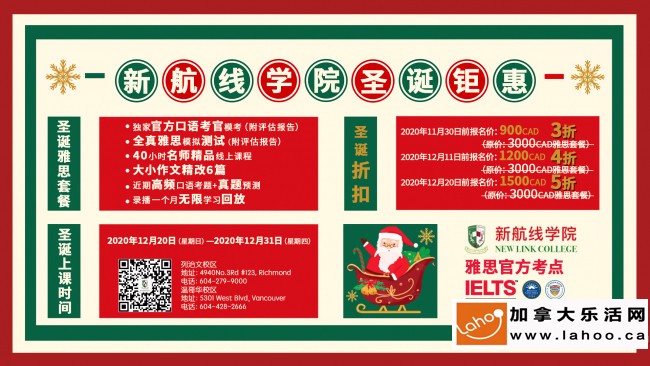 新航线学院圣诞钜惠
圣诞雅思套餐
• 独家官方口语考官模考 (附评估报告)
• 全真雅思模拟测试 (附评估报告)
• 40小时名师精品线上课程
• 大小作文精改6篇
• 近期高频口语考题+真题预测
• 录播一个月无限学习回放
圣诞折扣
2020年11月30日前报名价: 900CAD 3折
(原价: 3000CAD雅思套餐)
2020年12月11日前报名价: 1200CAD 4折
(原价: 3000CAD雅思套餐)
2020年12月20日前报名价: 1500CAD 5折
(原价: 3000CAD雅思套餐)
圣诞上课时间
2020年12月20日 (星期日) —2020年12月31日 (星期四)
列治文校区
地址: 4940No.3Rd #123, Richmond
电话: 604-279-9000
温哥华校区
地址: 5301 West Blvd, Vancouver
电话: 604-428-2666
新航线学院
NEW LINK COLLEGE
雅思官方考点
IELTS
Lahoo
加拿大乐活网
www.lahoo.ca